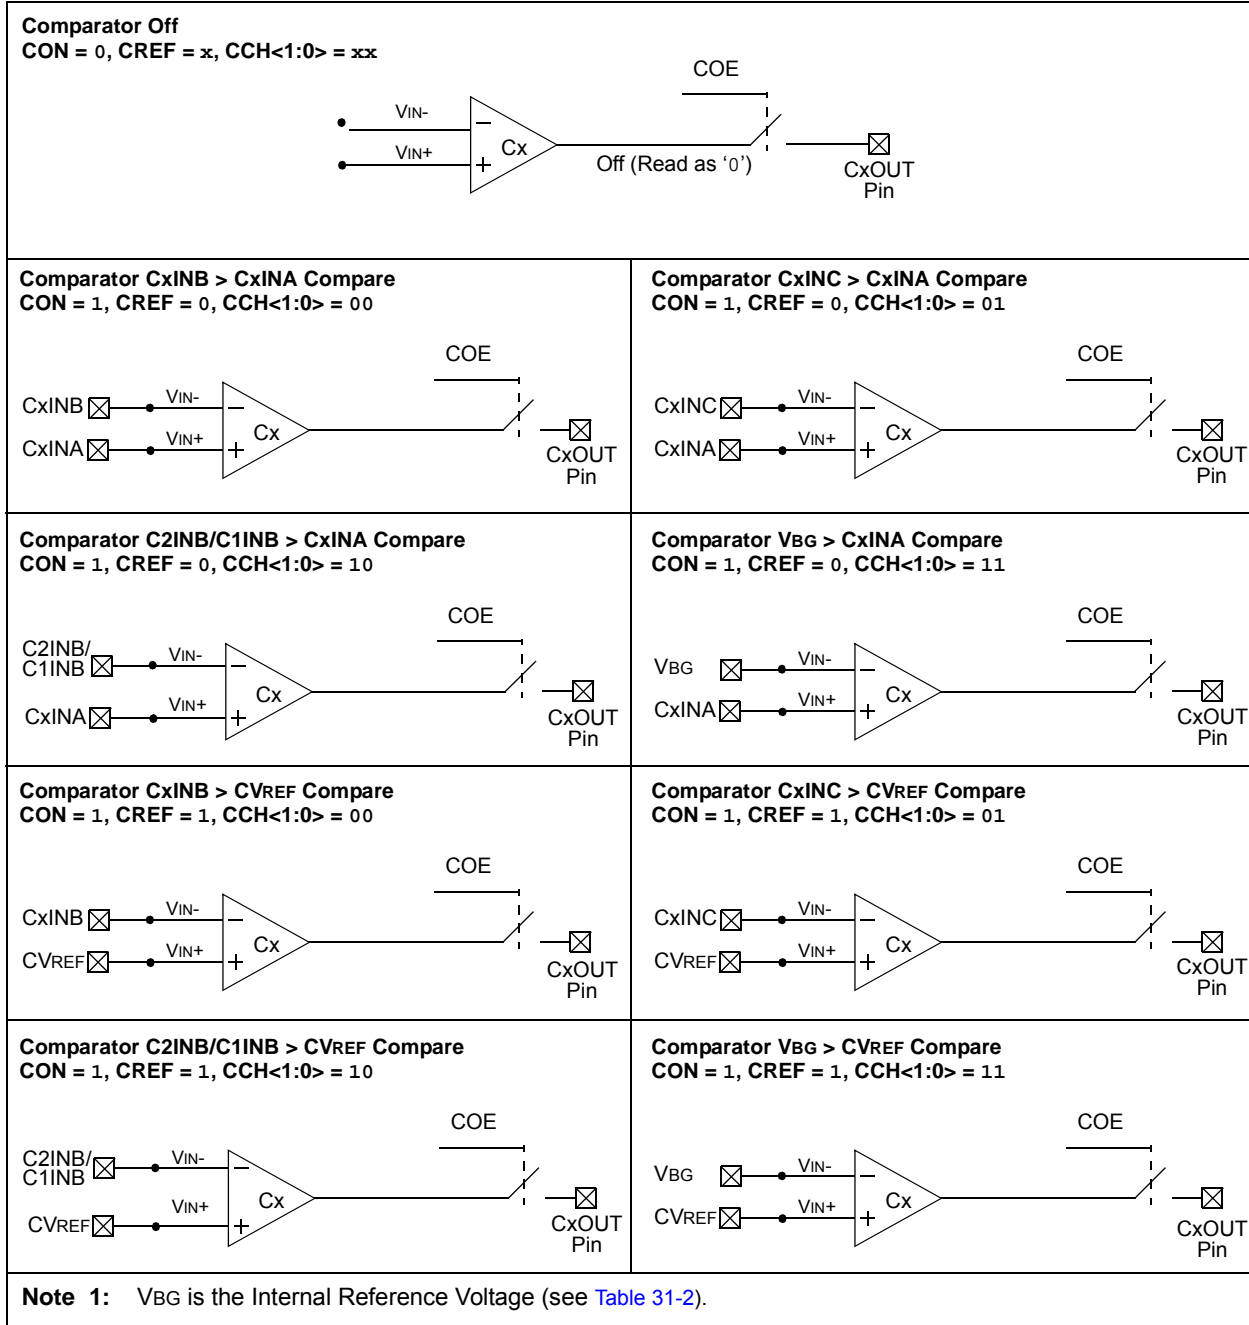 Comparator Off
CON = 0, CREF = x, CCH<1:0> = xx
COE
VIN-
VIN+
Cx
Off (Read as ‘0’)
CxOUT
Pin
Comparator CxINB > CxINA Compare
CON = 1, CREF = 0, CCH<1:0> = 00
COE
CxINB
VIN-
CxINA
VIN+
Cx
CxOUT
Pin
Comparator CxINC > CxINA Compare
CON = 1, CREF = 0, CCH<1:0> = 01
COE
CxINC
VIN-
CxINA
VIN+
Cx
CxOUT
Pin
Comparator C2INB/C1INB > CxINA Compare
CON = 1, CREF = 0, CCH<1:0> = 10
COE
C2INB/
C1INB
VIN-
CxINA
VIN+
Cx
CxOUT
Pin
Comparator VBG > CxINA Compare
CON = 1, CREF = 0, CCH<1:0> = 11
COE
VBG
VIN-
CxINA
VIN+
Cx
CxOUT
Pin
Comparator CxINB > CVREF Compare
CON = 1, CREF = 1, CCH<1:0> = 00
COE
CxINB
VIN-
CVREF
VIN+
Cx
CxOUT
Pin
Comparator CxINC > CVREF Compare
CON = 1, CREF = 1, CCH<1:0> = 01
COE
CxINC
VIN-
CVREF
VIN+
Cx
CxOUT
Pin
Comparator C2INB/C1INB > CVREF Compare
CON = 1, CREF = 1, CCH<1:0> = 10
COE
C2INB/
C1INB
VIN-
CVREF
VIN+
Cx
CxOUT
Pin
Comparator VBG > CVREF Compare
CON = 1, CREF = 1, CCH<1:0> = 11
COE
VBG
VIN-
CVREF
VIN+
Cx
CxOUT
Pin
Note 1: VBG is the Internal Reference Voltage (see Table 31-2).